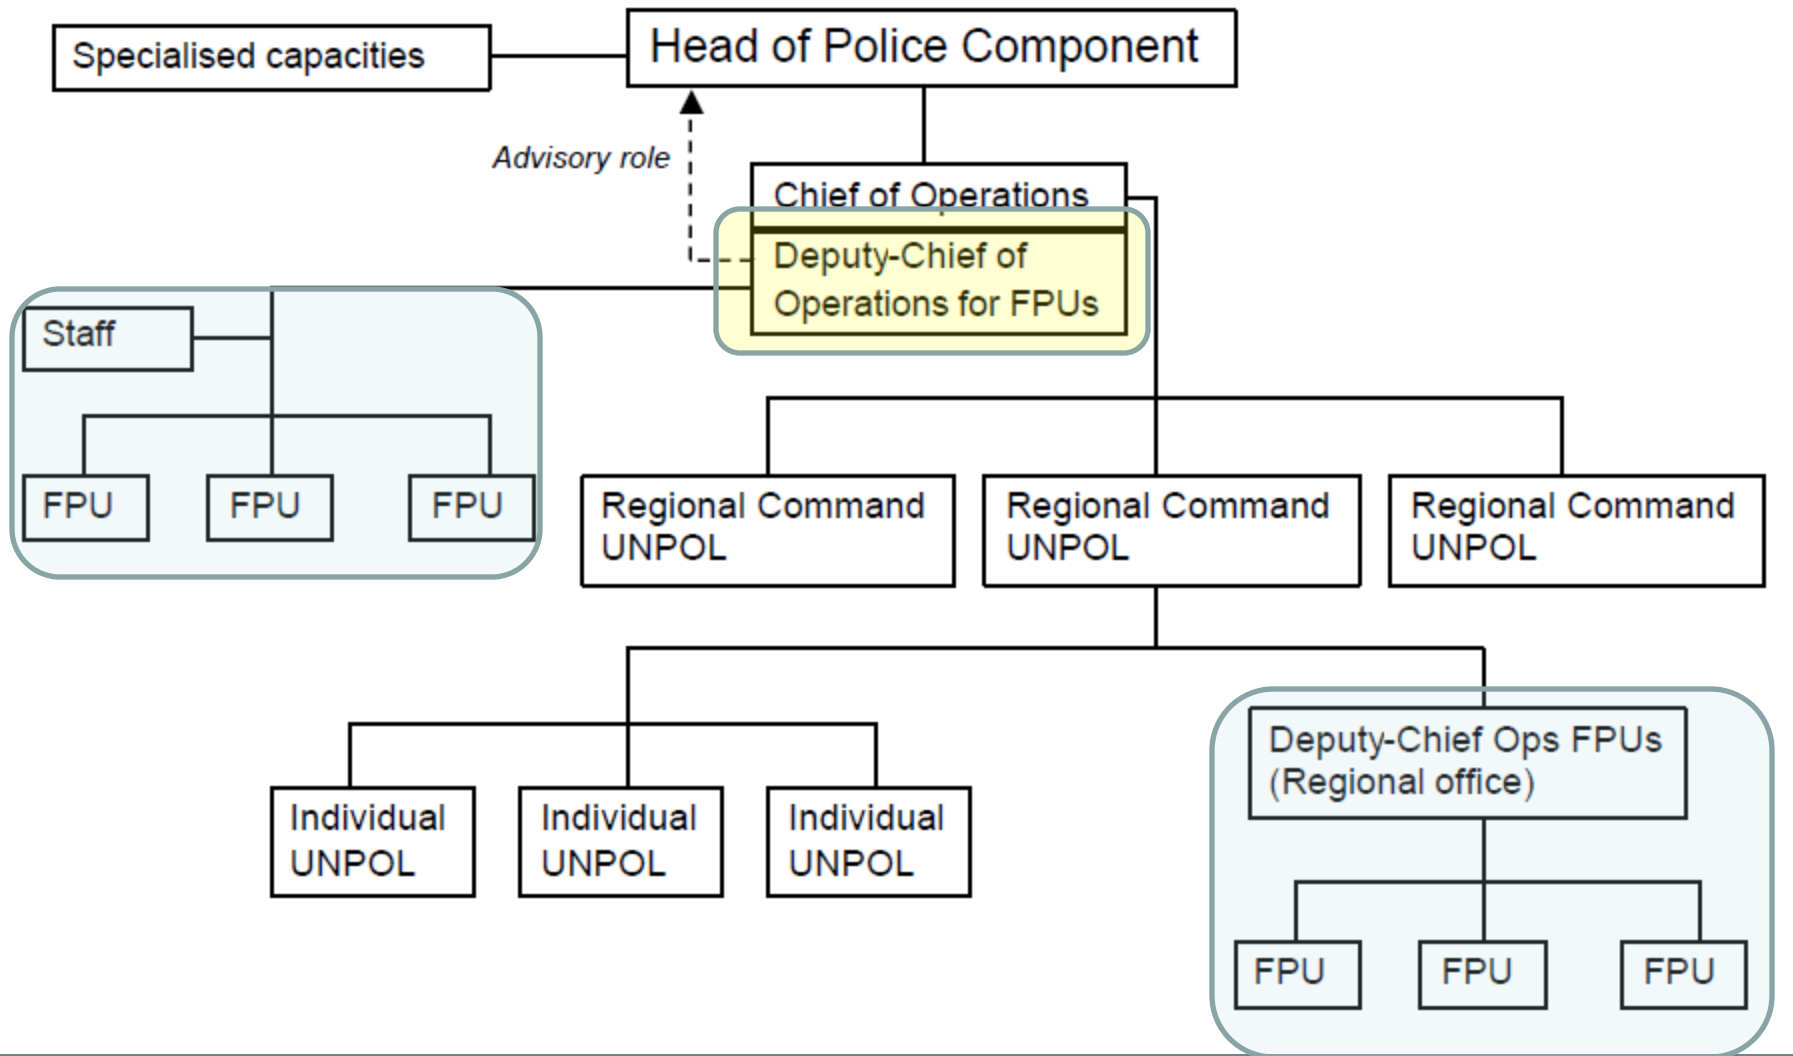 Specialised capacities
Head of Police Component
Advisory role
Chief of Operations
Deputy-Chief of
Operations for FPUs
Staff
FPU
FPU
FPU
Regional Command
UNPOL
Regional Command
UNPOL
Regional Command
UNPOL
Deputy-Chief Ops FPUs
(Regional office)
Individual
UNPOL
Individual
UNPOL
Individual
UNPOL
FPU
FPU
FPU